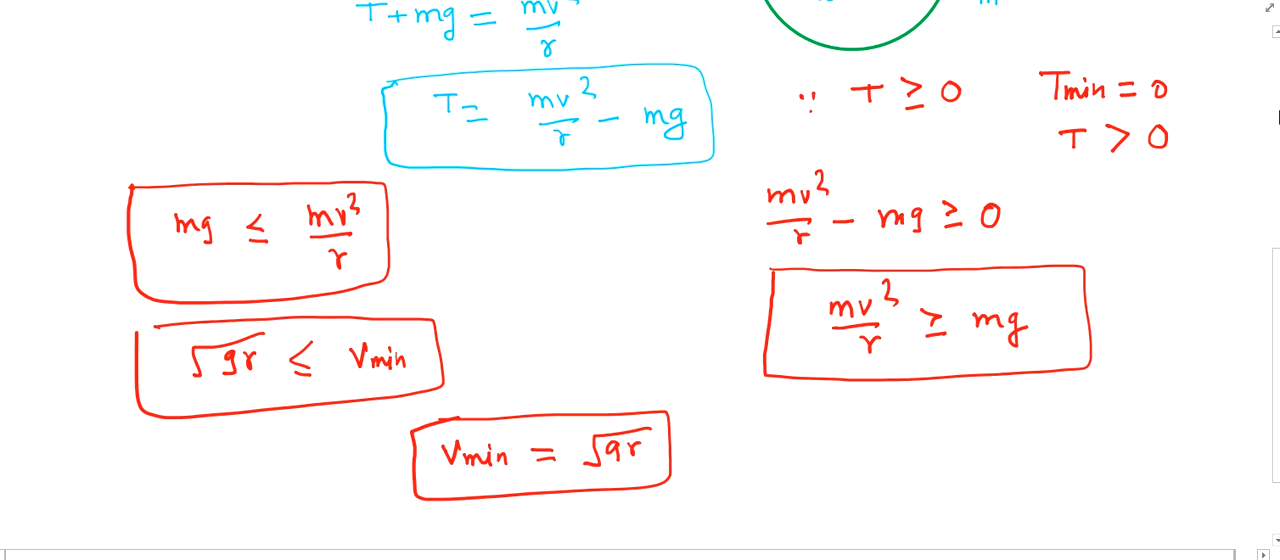 T + mg = mv²/r
T = mv²/r - mg
∵ T ≥ 0
Tmin = 0
T > 0
mv²/r - mg ≥ 0
mg ≤ mv²/r
mv²/r ≥ mg
√gr ≤ Vmin
Vmin = √gr